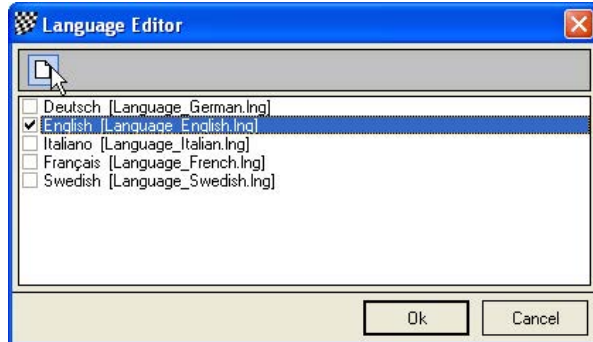 Language Editor
Deutsch [Language_German.lng]
English [Language_English.lng]
Italiano [Language_Italian.lng]
Français [Language_French.lng]
Swedish [Language_Swedish.lng]
Ok
Cancel